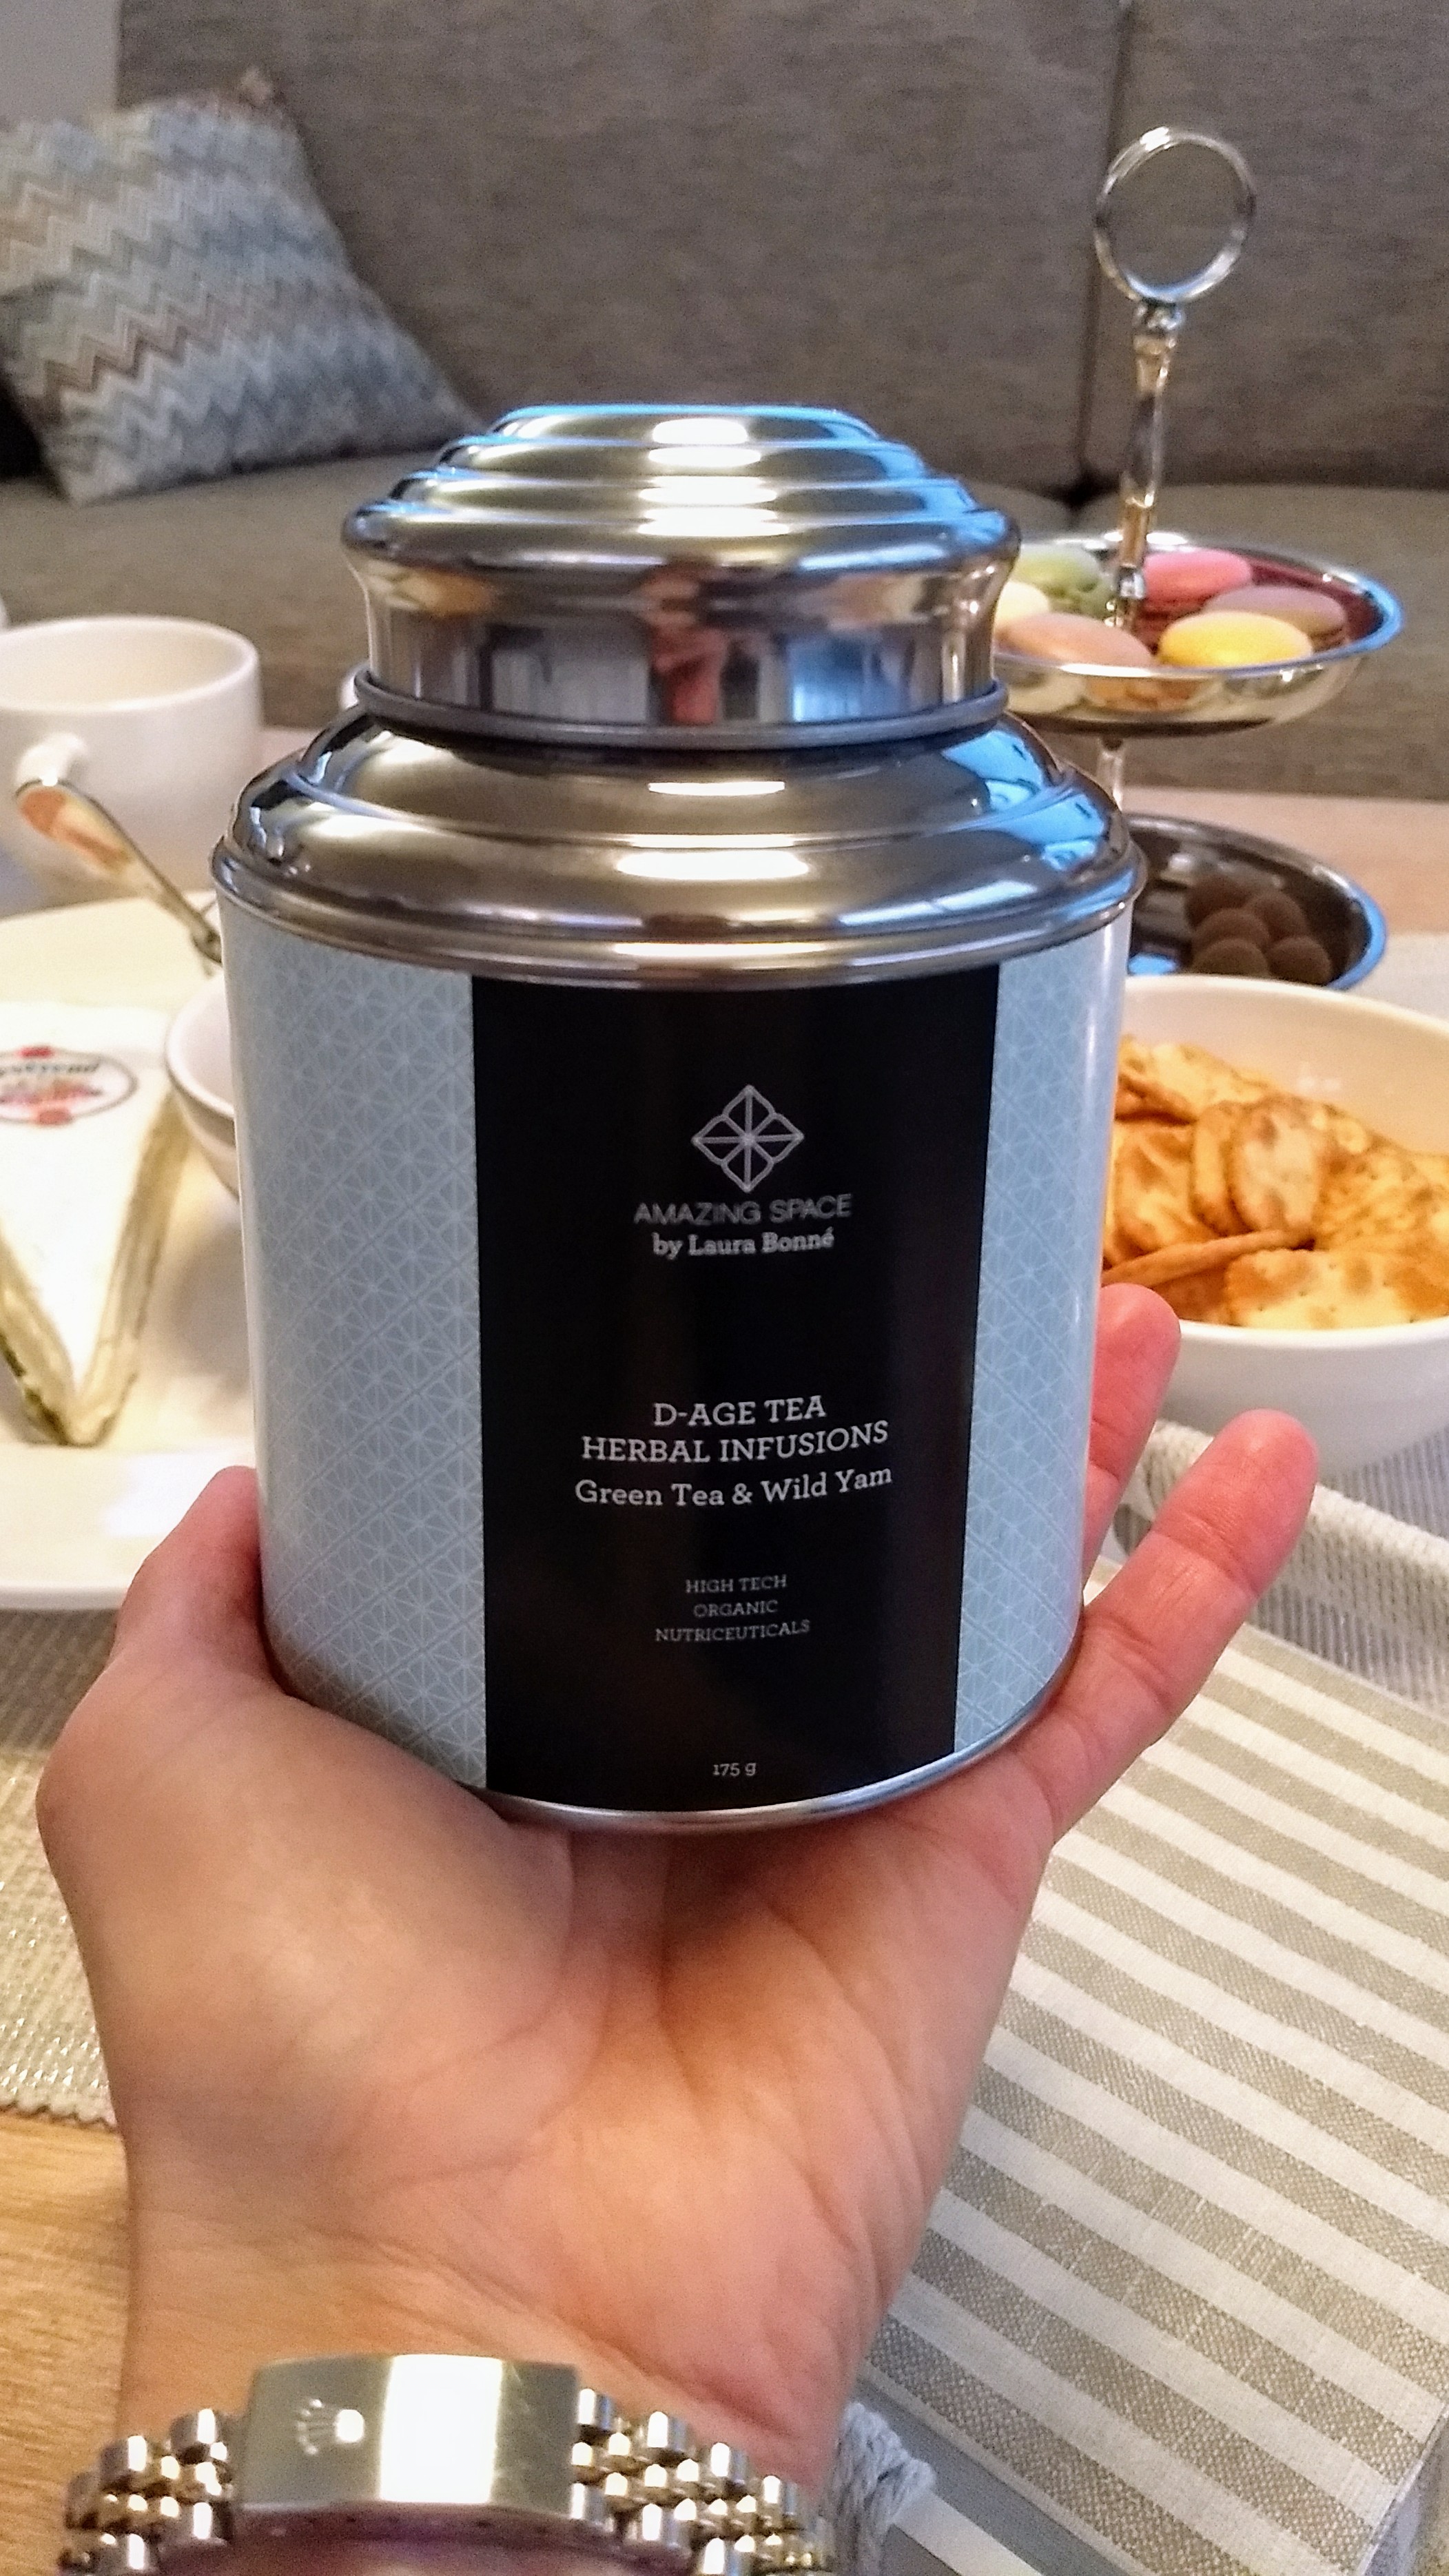 AMAZING SPACE
by Laura Bonné
D-AGE TEA
HERBAL INFUSIONS
Green Tea & Wild Yam
HIGH TECH
ORGANIC
NUTRICEUTICALS
175 g